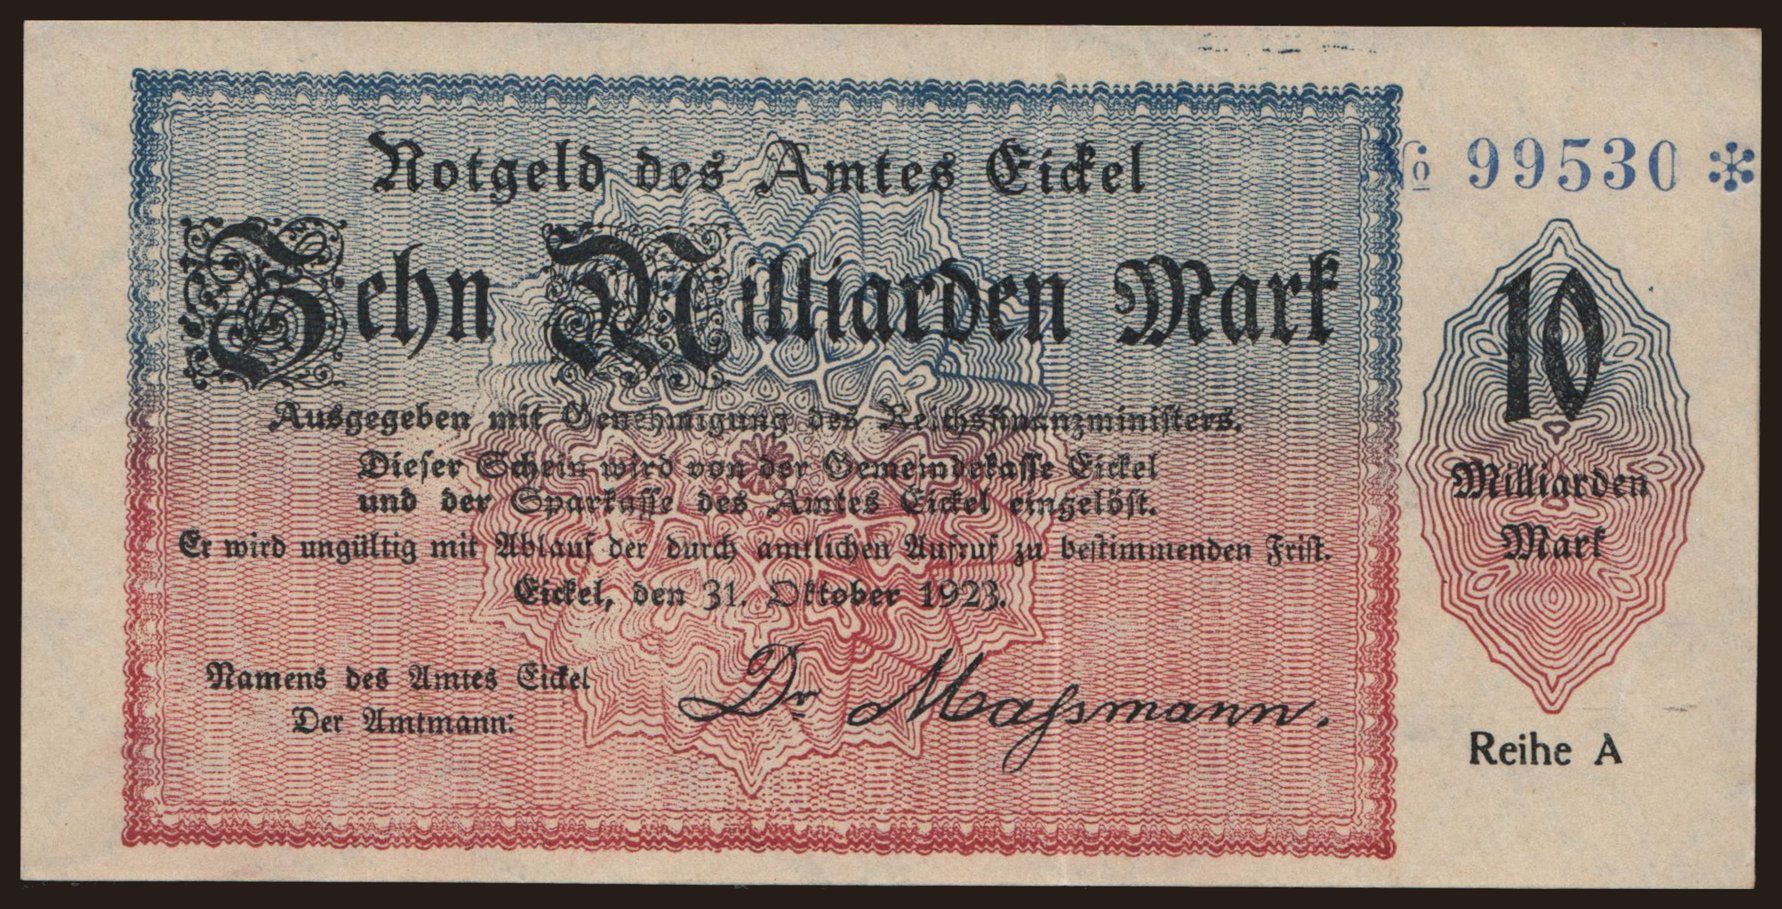 Notgeld des Amtes Eickel
№ 99530 *
Zehn Milliarden Mark
10
Milliarden
Mark
Ausgegeben mit Genehmigung des Reichsfinanzministers.
Dieser Schein wird von der Gemeindekasse Eickel
und der Sparkasse des Amtes Eickel eingelöst.
Er wird ungültig mit Ablauf der durch amtlichen Aufruf zu bestimmenden Frist.
Eickel, den 31. Oktober 1923.
Namens des Amtes Eickel
Der Amtmann:
Dr Massmann.
Reihe A